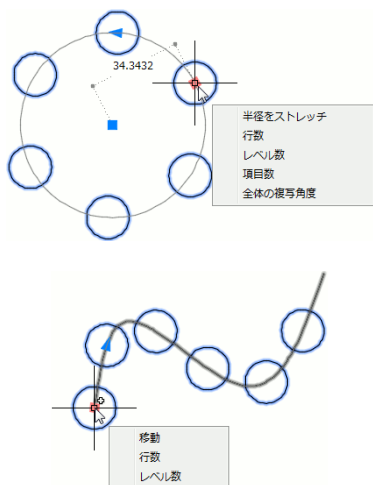 34.3432
半径をストレッチ
行数
レベル数
項目数
全体の複写角度
移動
行数
レベル数